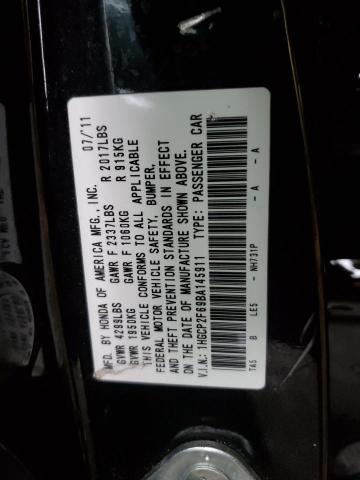 MFD. BY HONDA OF AMERICA MFG., INC. 07/11
GVWR 4299LBS GAWR F 2337LBS R 2017LBS
GVWR 1950KG GAWR F 1060KG R 915KG
THIS VEHICLE CONFORMS TO ALL APPLICABLE
FEDERAL MOTOR VEHICLE SAFETY, BUMPER,
AND THEFT PREVENTION STANDARDS IN EFFECT
ON THE DATE OF MANUFACTURE SHOWN ABOVE.
V.I.N.: 1HGCP2F69BA145911 TYPE: PASSENGER CAR
TA5 B LE5 - NH731P - A - A